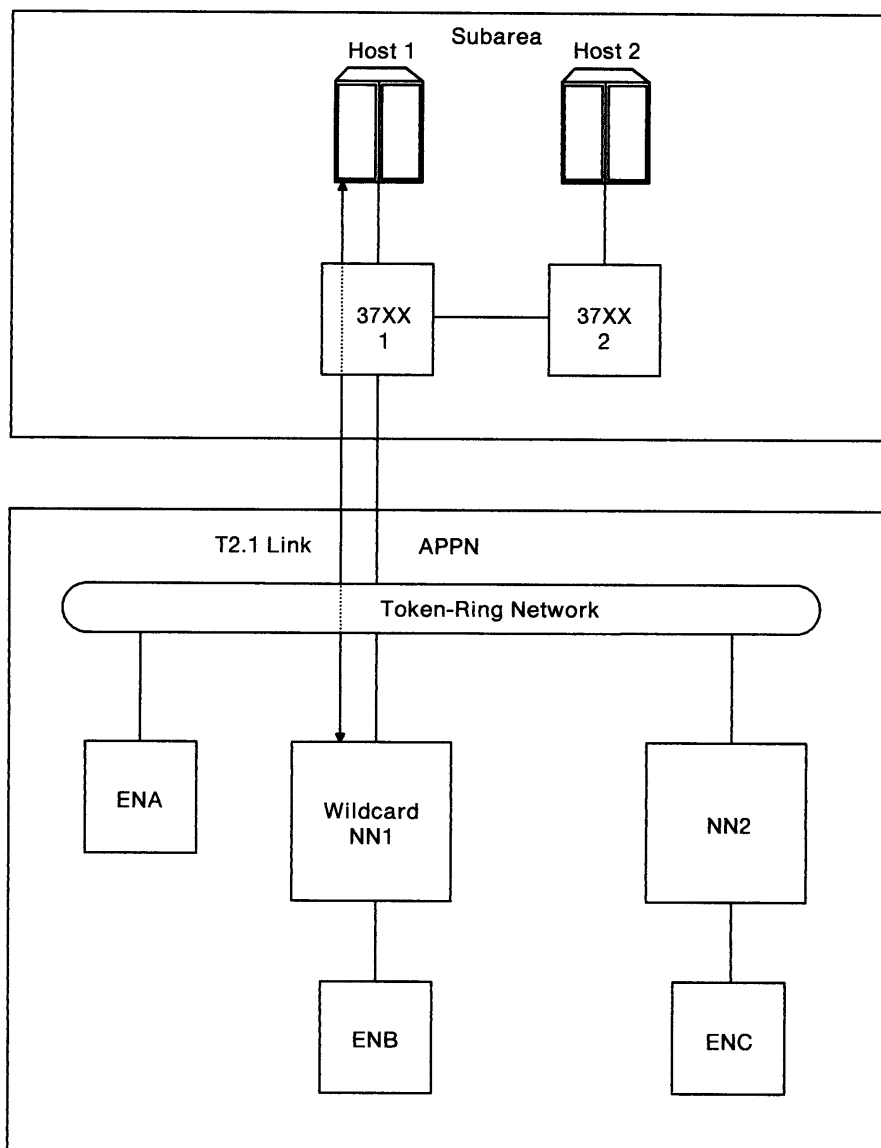 Subarea
Host 1
Host 2
37XX
1
37XX
2
T2.1 Link
APPN
Token-Ring Network
ENA
Wildcard
NN1
NN2
ENB
ENC